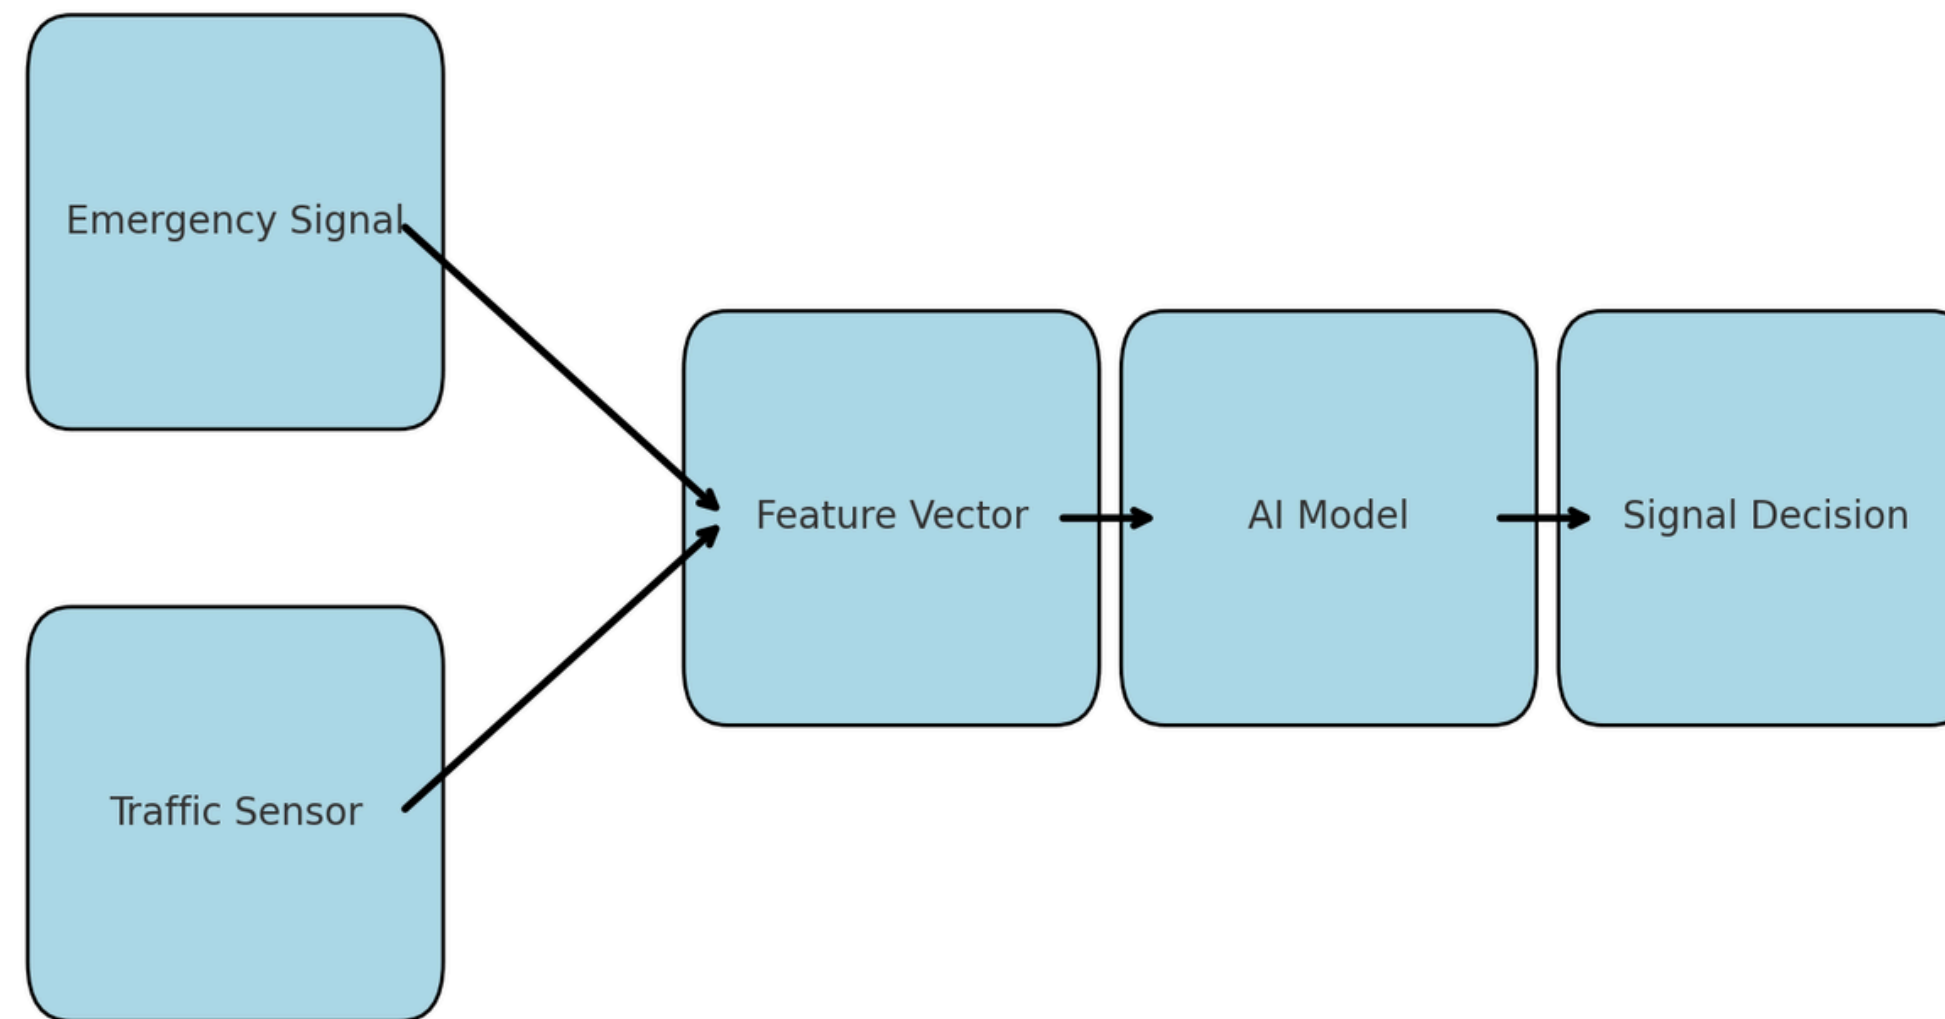 Emergency Signal
Traffic Sensor
Feature Vector
AI Model
Signal Decision